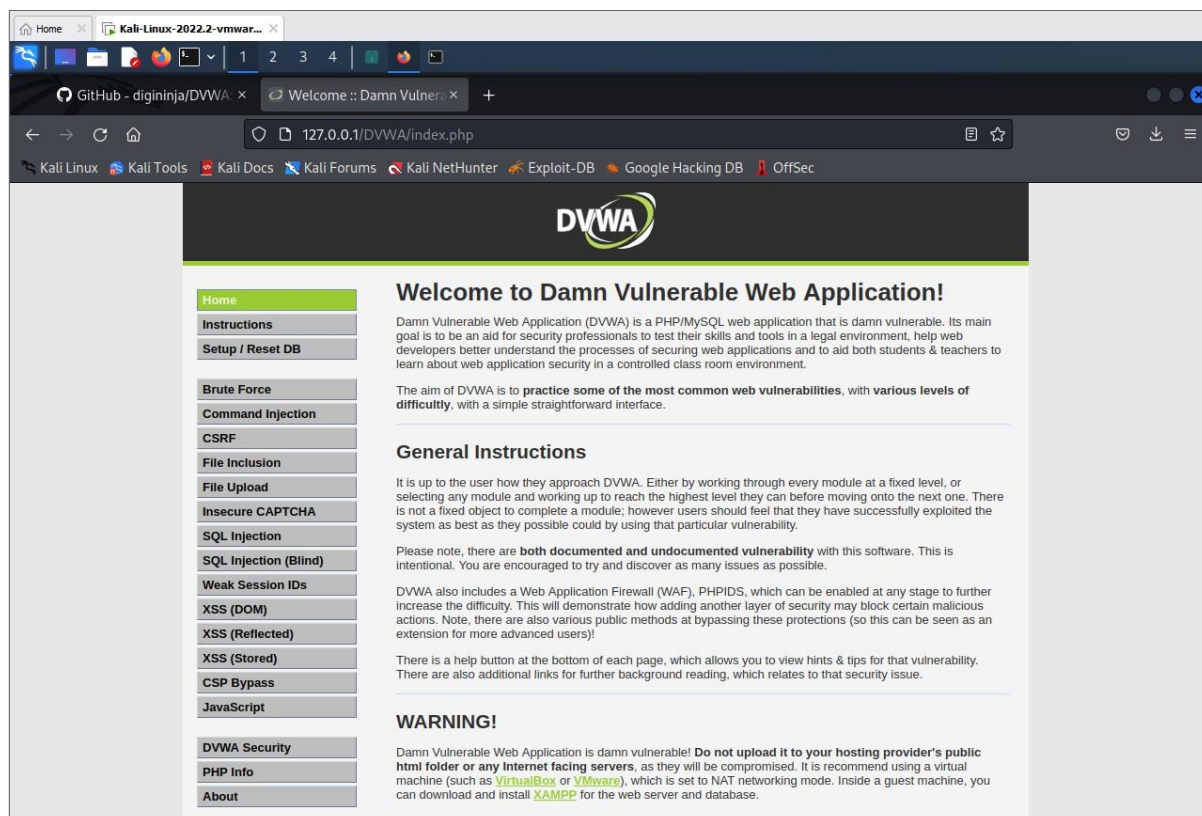 Home
Kali-Linux-2022.2-vmwar...
1 2 3 4
GitHub - digininja/DVWA:
Welcome :: Damn Vulnera
127.0.0.1/DVWA/index.php
Kali Linux Kali Tools Kali Docs Kali Forums Kali NetHunter Exploit-DB Google Hacking DB OffSec
DVWA
Home
Instructions
Setup / Reset DB
Brute Force
Command Injection
CSRF
File Inclusion
File Upload
Insecure CAPTCHA
SQL Injection
SQL Injection (Blind)
Weak Session IDs
XSS (DOM)
XSS (Reflected)
XSS (Stored)
CSP Bypass
JavaScript
DVWA Security
PHP Info
About
Welcome to Damn Vulnerable Web Application!
Damn Vulnerable Web Application (DVWA) is a PHP/MySQL web application that is damn vulnerable. Its main
goal is to be an aid for security professionals to test their skills and tools in a legal environment, help web
developers better understand the processes of securing web applications and to aid both students & teachers to
learn about web application security in a controlled class room environment.
The aim of DVWA is to practice some of the most common web vulnerabilities, with various levels of
difficultly, with a simple straightforward interface.
General Instructions
It is up to the user how they approach DVWA. Either by working through every module at a fixed level, or
selecting any module and working up to reach the highest level they can before moving onto the next one. There
is not a fixed object to complete a module; however users should feel that they have successfully exploited the
system as best as they possible could by using that particular vulnerability.
Please note, there are both documented and undocumented vulnerability with this software. This is
intentional. You are encouraged to try and discover as many issues as possible.
DVWA also includes a Web Application Firewall (WAF), PHPIDS, which can be enabled at any stage to further
increase the difficulty. This will demonstrate how adding another layer of security may block certain malicious
actions. Note, there are also various public methods at bypassing these protections (so this can be seen as an
extension for more advanced users)!
There is a help button at the bottom of each page, which allows you to view hints & tips for that vulnerability.
There are also additional links for further background reading, which relates to that security issue.
WARNING!
Damn Vulnerable Web Application is damn vulnerable! Do not upload it to your hosting provider's public
html folder or any Internet facing servers, as they will be compromised. It is recommend using a virtual
machine (such as VirtualBox or VMware), which is set to NAT networking mode. Inside a guest machine, you
can download and install XAMPP for the web server and database.